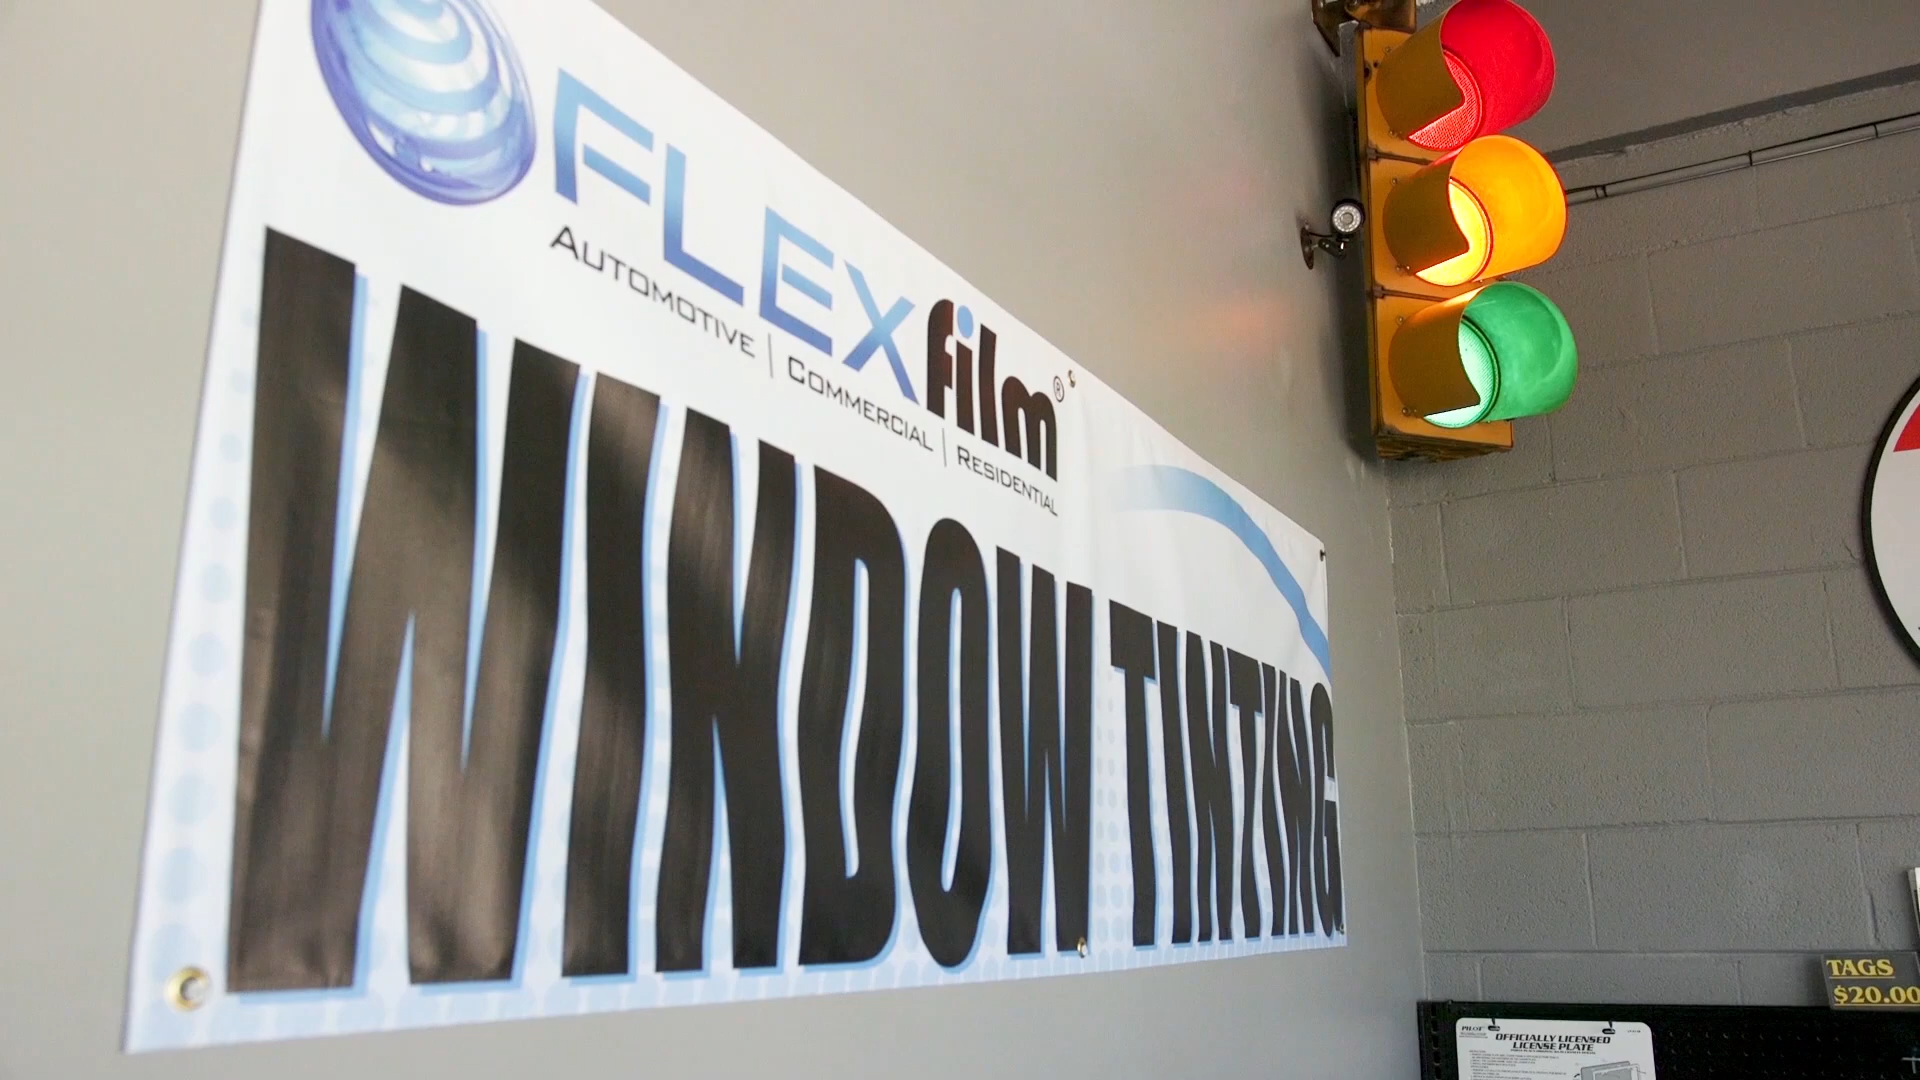 FLEXfilm®
AUTOMOTIVE | COMMERCIAL | RESIDENTIAL
WINDOW TINTING
TAGS
$20.00
PILOT
OFFICIALLY LICENSED
LICENSE PLATE